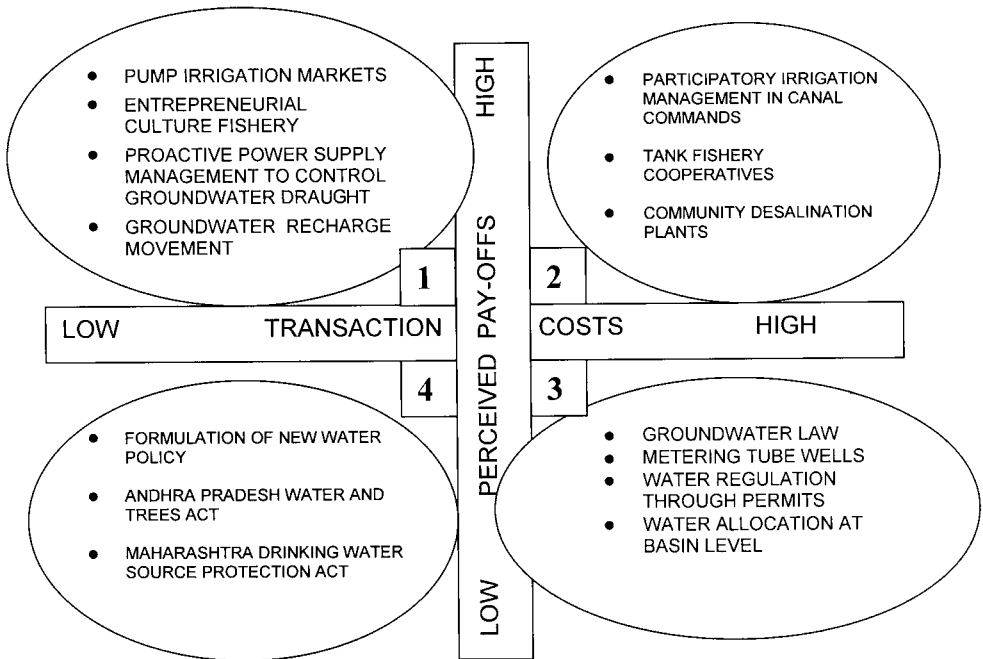 ● PUMP IRRIGATION MARKETS
● ENTREPRENEURIAL
CULTURE FISHERY
● PROACTIVE POWER SUPPLY
MANAGEMENT TO CONTROL
GROUNDWATER DRAUGHT
● GROUNDWATER RECHARGE
MOVEMENT
● PARTICIPATORY IRRIGATION
MANAGEMENT IN CANAL
COMMANDS
● TANK FISHERY
COOPERATIVES
● COMMUNITY DESALINATION
PLANTS
1
2
LOW TRANSACTION COSTS HIGH
LOW PERCEIVED PAY-OFFS HIGH
4
3
● FORMULATION OF NEW WATER
POLICY
● ANDHRA PRADESH WATER AND
TREES ACT
● MAHARASHTRA DRINKING WATER
SOURCE PROTECTION ACT
● GROUNDWATER LAW
● METERING TUBE WELLS
● WATER REGULATION
THROUGH PERMITS
● WATER ALLOCATION AT
BASIN LEVEL